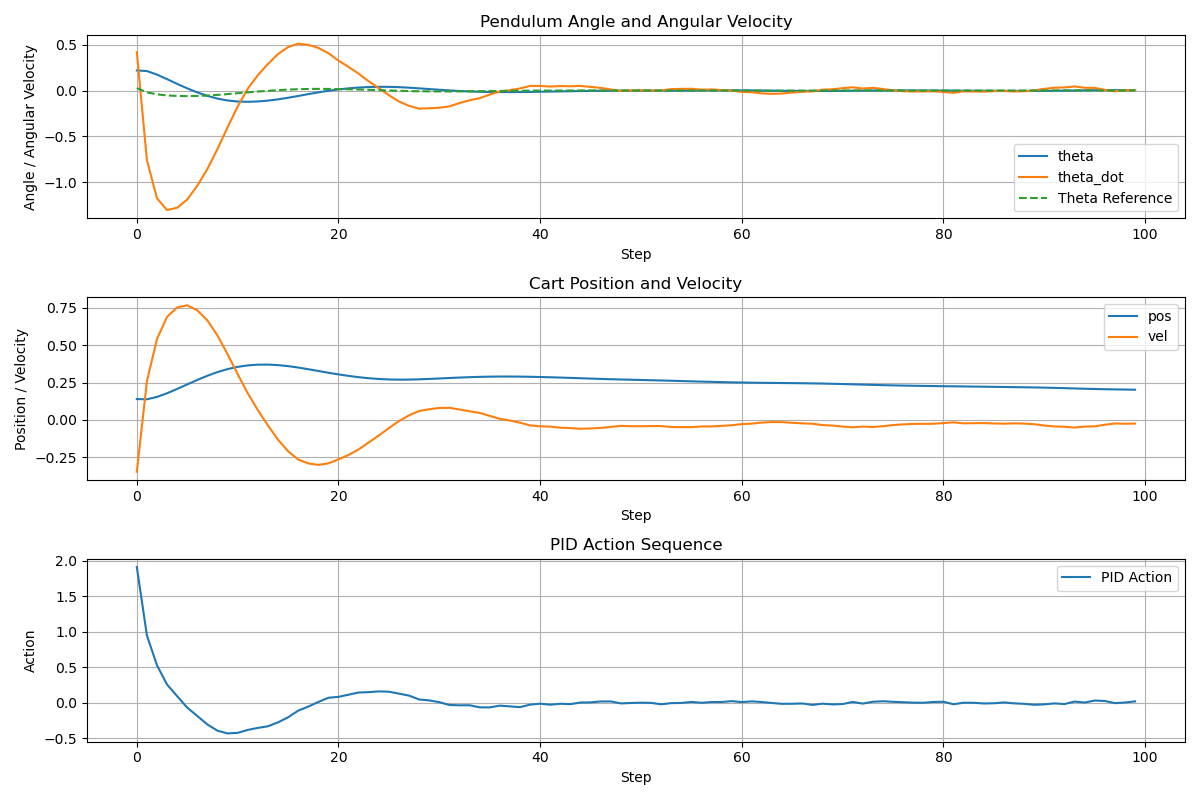 Pendulum Angle and Angular Velocity
Angle / Angular Velocity
0.5
0.0
−0.5
−1.0
theta
theta_dot
Theta Reference
0 20 40 60 80 100
Step
Cart Position and Velocity
Position / Velocity
0.75
0.50
0.25
0.00
−0.25
pos
vel
0 20 40 60 80 100
Step
PID Action Sequence
Action
2.0
1.5
1.0
0.5
0.0
−0.5
PID Action
0 20 40 60 80 100
Step